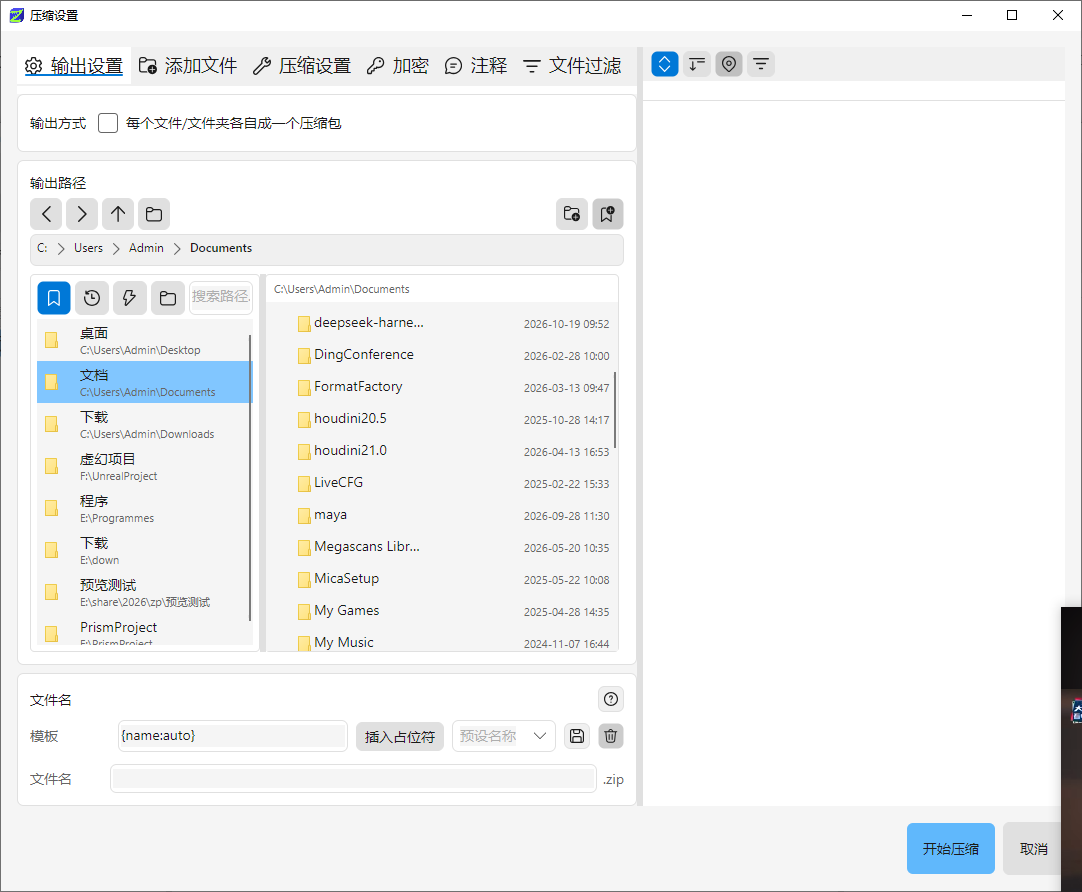 压缩设置
输出设置 添加文件 压缩设置 加密 注释 文件过滤
输出方式 每个文件/文件夹各自成一个压缩包
输出路径
C: Users Admin Documents
搜索路径
桌面
C:\Users\Admin\Desktop
文档
C:\Users\Admin\Documents
下载
C:\Users\Admin\Downloads
虚幻项目
F:\UnrealProject
程序
E:\Programmes
下载
E:\down
预览测试
E:\share\2026\zp\预览测试
PrismProject
E:\PrismProject
C:\Users\Admin\Documents
deepseek-harne... 2026-10-19 09:52
DingConference 2026-02-28 10:00
FormatFactory 2026-03-13 09:47
houdini20.5 2025-10-28 14:17
houdini21.0 2026-04-13 16:53
LiveCFG 2025-02-22 15:33
maya 2026-09-28 11:30
Megascans Libr... 2026-05-20 10:35
MicaSetup 2025-05-22 10:08
My Games 2025-04-28 14:35
My Music 2024-11-07 16:44
文件名
模板 {name:auto} 插入占位符 预设名称
文件名 .zip
开始压缩 取消